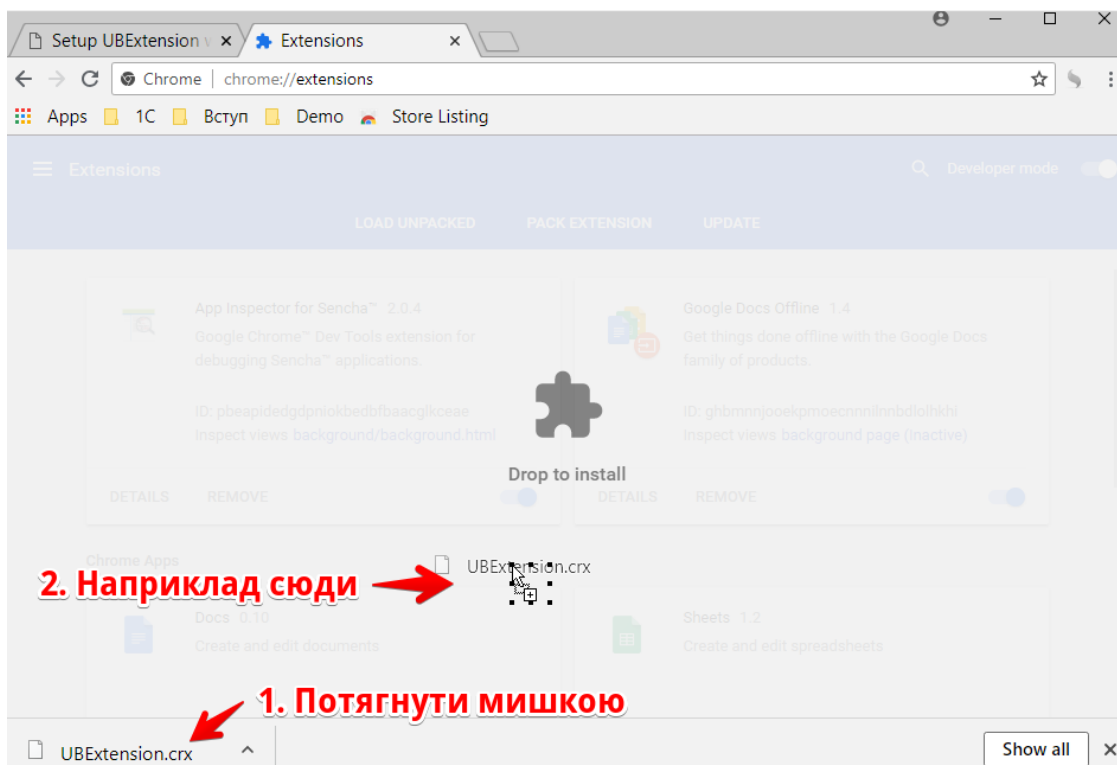 Setup UBExtension v
Extensions
Chrome | chrome://extensions
Apps 1C Вступ Demo Store Listing
Extensions Developer mode
LOAD UNPACKED PACK EXTENSION UPDATE
App Inspector for Sencha™ 2.0.4
Google Chrome™ Dev Tools extension for
debugging Sencha™ applications.
ID: pbeapidedgdpniokbedbfbaacglkceae
Inspect views background/background.html
DETAILS REMOVE
Google Docs Offline 1.4
Get things done offline with the Google Docs
family of products.
ID: ghbmnnjooekpmoecnnnilnnbdlolhkhi
Inspect views background page (Inactive)
DETAILS REMOVE
Drop to install
Chrome Apps
UBExtension.crx
2. Наприклад сюди
Docs 0.10
Create and edit documents
Sheets 1.2
Create and edit spreadsheets
1. Потягнути мишкою
UBExtension.crx
Show all